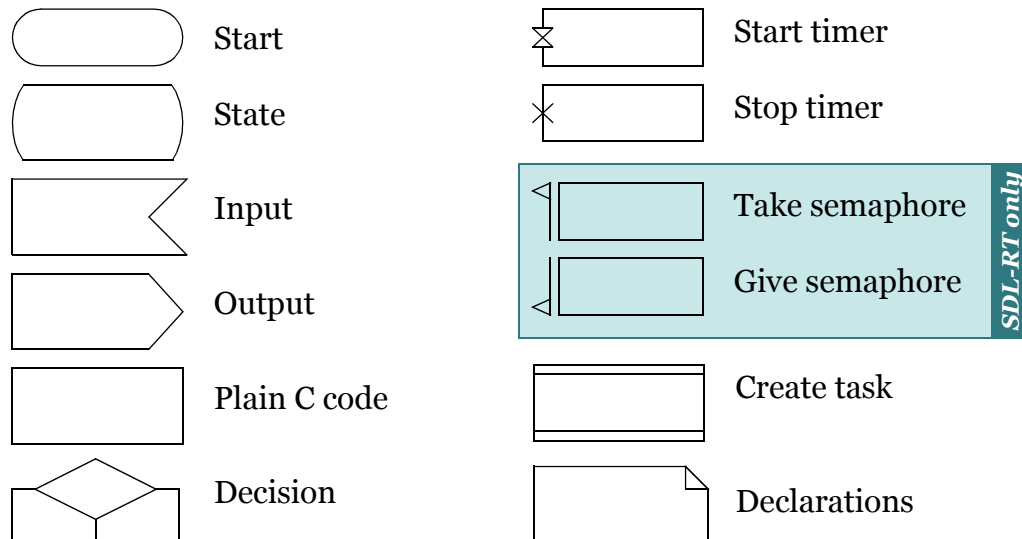 Start
State
Input
Output
Plain C code
Decision
Start timer
Stop timer
Take semaphore
Give semaphore
SDL-RT only
Create task
Declarations